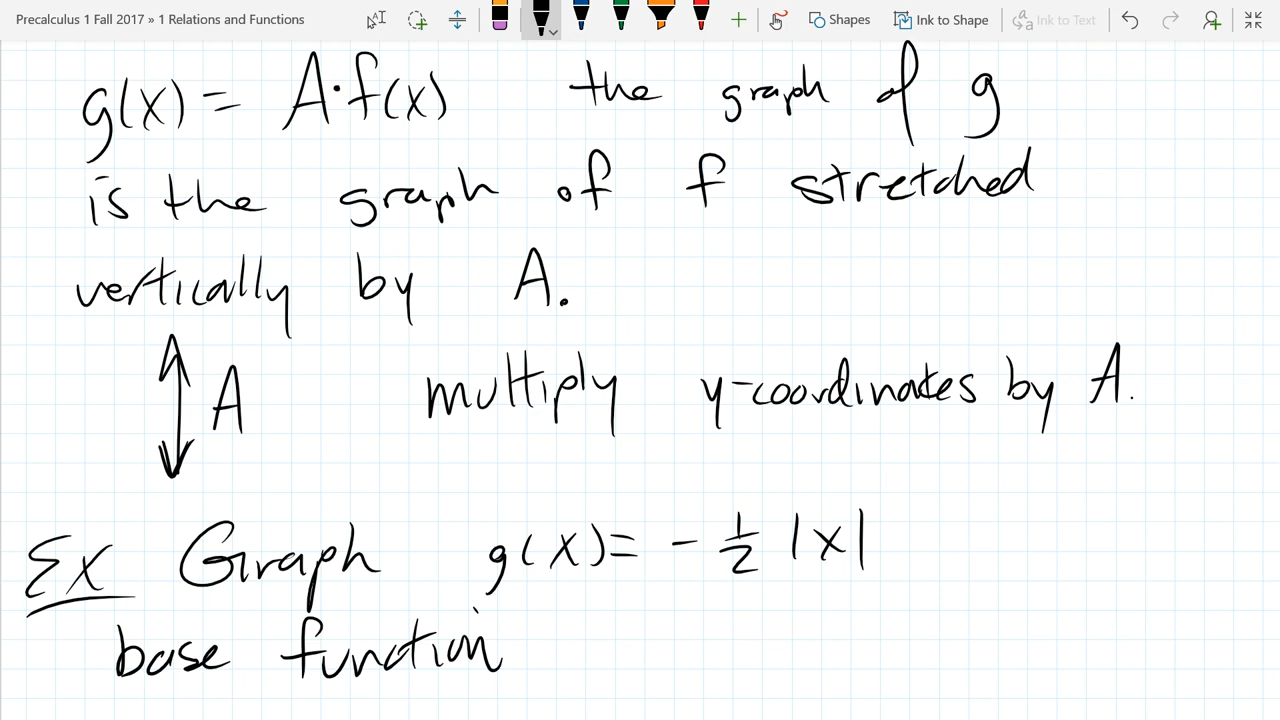 Precalculus 1 Fall 2017 » 1 Relations and Functions
Shapes
Ink to Shape
Ink to Text
g(x) = A·f(x) the graph of g
is the graph of f stretched
vertically by A.
A multiply y-coordinates by A.
Ex Graph g(x) = - 1/2 |x|
base function